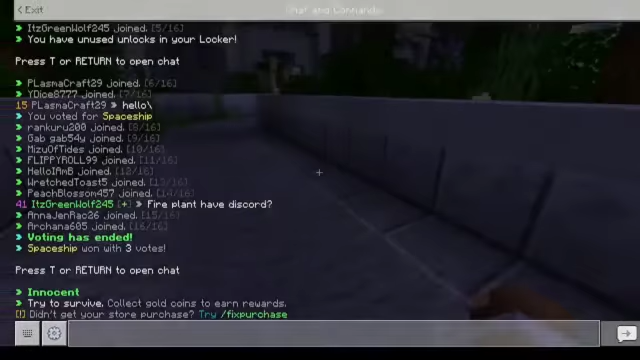 < Exit
Chat and Commands
» ItzGreenWolf245 joined. [5/16]
» You have unused unlocks in your Locker!
Press T or RETURN to open chat
» PLasmaCraft29 joined. [6/16]
» YDice8777 joined. [7/16]
15 PLasmaCraft29 » hello\
» You voted for Spaceship
» rankuru200 joined. [8/16]
» Gab gab54y joined. [9/16]
» MizuOfTides joined. [10/16]
» FLIPPYROLL99 joined. [11/16]
» HelloIAmB joined. [12/16]
» WretchedToast5 joined. [13/16]
» PeachBlossom457 joined. [14/16]
41 ItzGreenWolf245 [+] » Fire plant have discord?
» AnnaJenRac26 joined. [15/16]
» Archana605 joined. [16/16]
» Voting has ended!
» Spaceship won with 3 votes!
Press T or RETURN to open chat
» Innocent
» Try to survive. Collect gold coins to earn rewards.
[!] Didn't get your store purchase? Try /fixpurchase